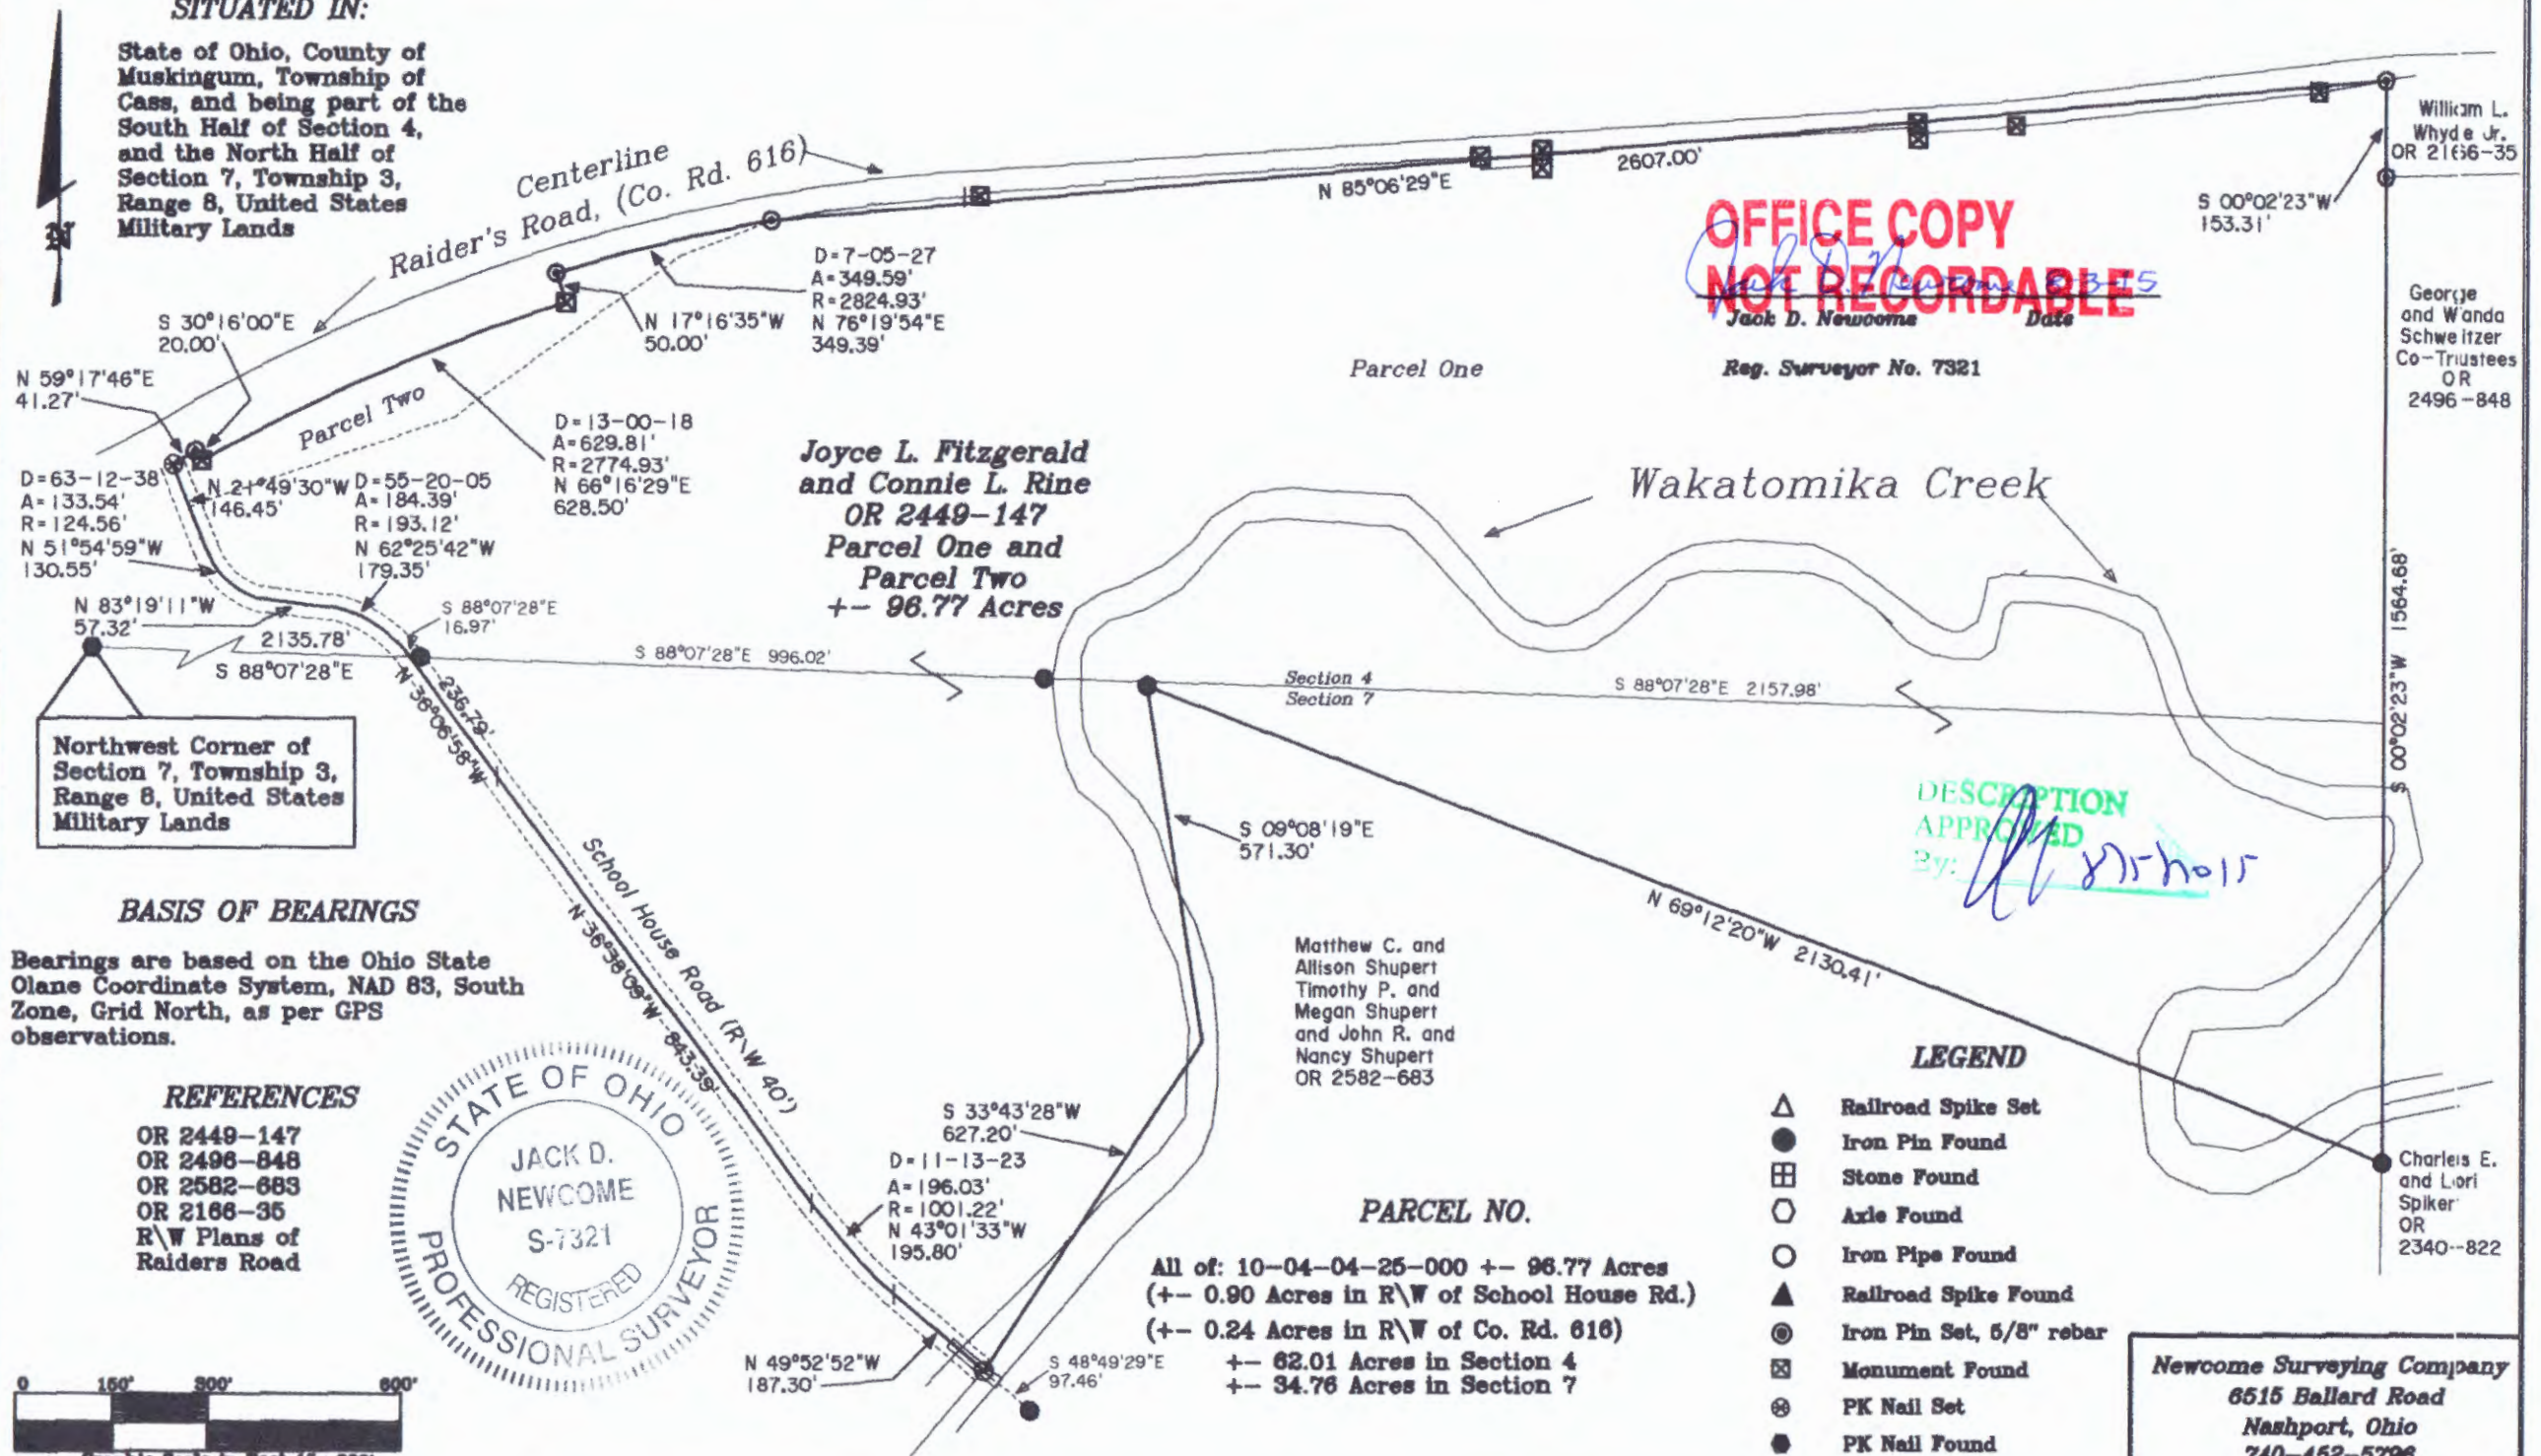 SITUATED IN:
State of Ohio, County of
Muskingum, Township of
Cass, and being part of the
South Half of Section 4,
and the North Half of
Section 7, Township 3,
Range 8, United States
Military Lands
N
Centerline
Raider's Road, (Co. Rd. 616)
N 85°06'29"E
2607.00'
William L.
Whyde Jr.
OR 2166-35
S 00°02'23"W
153.31'
OFFICE COPY
NOT RECORDABLE
Jack D. Newcome 8-3-15
Jack D. Newcome Date
Reg. Surveyor No. 7321
George
and Wanda
Schweitzer
Co-Trustees
OR
2496-848
D=7-05-27
A=349.59'
R=2824.93'
N 76°19'54"E
349.39'
N 17°16'35"W
50.00'
S 30°16'00"E
20.00'
N 59°17'46"E
41.27'
Parcel Two
Parcel One
D=13-00-18
A=629.81'
R=2774.93'
N 66°16'29"E
628.50'
Joyce L. Fitzgerald
and Connie L. Rine
OR 2449-147
Parcel One and
Parcel Two
+- 96.77 Acres
Wakatomika Creek
D=63-12-38
A=133.54'
R=124.56'
N 51°54'59"W
130.55'
N 21°49'30"W
146.45'
D=55-20-05
A=184.39'
R=193.12'
N 62°25'42"W
179.35'
N 83°19'11"W
57.32'
S 88°07'28"E
16.97'
2135.78'
S 88°07'28"E
S 88°07'28"E 996.02'
Section 4
Section 7
S 88°07'28"E 2157.98'
S 00°02'23"W 1564.68'
Northwest Corner of
Section 7, Township 3,
Range 8, United States
Military Lands
236.79'
N 36°06'58"W
School House Road (R\W 40')
N 36°38'09"W 843.39'
S 09°08'19"E
571.30'
N 69°12'20"W 2130.41'
DESCRIPTION
APPROVED
By:
BASIS OF BEARINGS
Bearings are based on the Ohio State
Olane Coordinate System, NAD 83, South
Zone, Grid North, as per GPS
observations.
REFERENCES
OR 2449-147
OR 2496-848
OR 2582-683
OR 2166-35
R\W Plans of
Raiders Road
STATE OF OHIO
JACK D.
NEWCOME
S-7321
REGISTERED
PROFESSIONAL SURVEYOR
Matthew C. and
Allison Shupert
Timothy P. and
Megan Shupert
and John R. and
Nancy Shupert
OR 2582-683
S 33°43'28"W
627.20'
D=11-13-23
A=196.03'
R=1001.22'
N 43°01'33"W
195.80'
N 49°52'52"W
187.30'
S 48°49'29"E
97.46'
PARCEL NO.
All of: 10-04-04-25-000 +- 96.77 Acres
(+- 0.90 Acres in R\W of School House Rd.)
(+- 0.24 Acres in R\W of Co. Rd. 616)
+- 62.01 Acres in Section 4
+- 34.76 Acres in Section 7
LEGEND
Railroad Spike Set
Iron Pin Found
Stone Found
Axle Found
Iron Pipe Found
Railroad Spike Found
Iron Pin Set, 5/8" rebar
Monument Found
PK Nail Set
PK Nail Found
Charles E.
and Lori
Spiker
OR
2340-822
0 150' 300' 600'
Newcome Surveying Company
6515 Ballard Road
Nashport, Ohio
740-452-5796